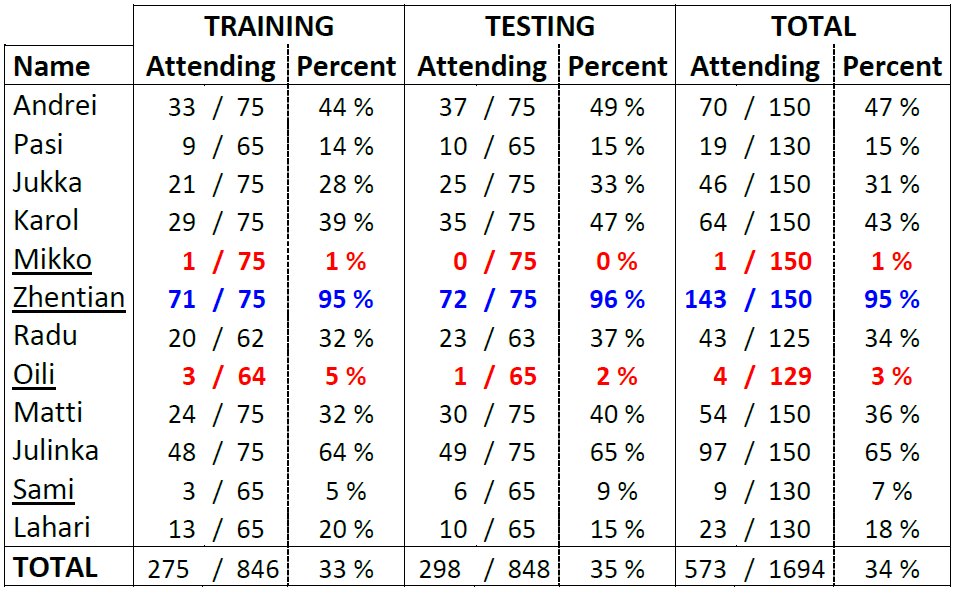 TRAINING TESTING TOTAL
Name Attending Percent Attending Percent Attending Percent
Andrei 33 / 75 44 % 37 / 75 49 % 70 / 150 47 %
Pasi 9 / 65 14 % 10 / 65 15 % 19 / 130 15 %
Jukka 21 / 75 28 % 25 / 75 33 % 46 / 150 31 %
Karol 29 / 75 39 % 35 / 75 47 % 64 / 150 43 %
Mikko 1 / 75 1 % 0 / 75 0 % 1 / 150 1 %
Zhentian 71 / 75 95 % 72 / 75 96 % 143 / 150 95 %
Radu 20 / 62 32 % 23 / 63 37 % 43 / 125 34 %
Oili 3 / 64 5 % 1 / 65 2 % 4 / 129 3 %
Matti 24 / 75 32 % 30 / 75 40 % 54 / 150 36 %
Julinka 48 / 75 64 % 49 / 75 65 % 97 / 150 65 %
Sami 3 / 65 5 % 6 / 65 9 % 9 / 130 7 %
Lahari 13 / 65 20 % 10 / 65 15 % 23 / 130 18 %
TOTAL 275 / 846 33 % 298 / 848 35 % 573 / 1694 34 %